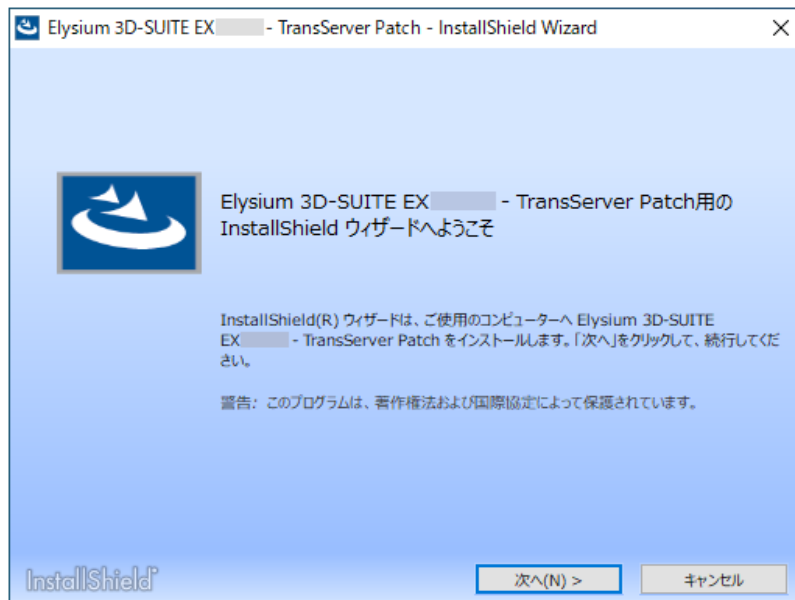 Elysium 3D-SUITE EX - TransServer Patch - InstallShield Wizard
Elysium 3D-SUITE EX - TransServer Patch用の
InstallShield ウィザードへようこそ
InstallShield(R) ウィザードは、ご使用のコンピューターへ Elysium 3D-SUITE
EX - TransServer Patch をインストールします。「次へ」をクリックして、続行してくだ
さい。
警告: このプログラムは、著作権法および国際協定によって保護されています。
InstallShield
次へ(N) >
キャンセル